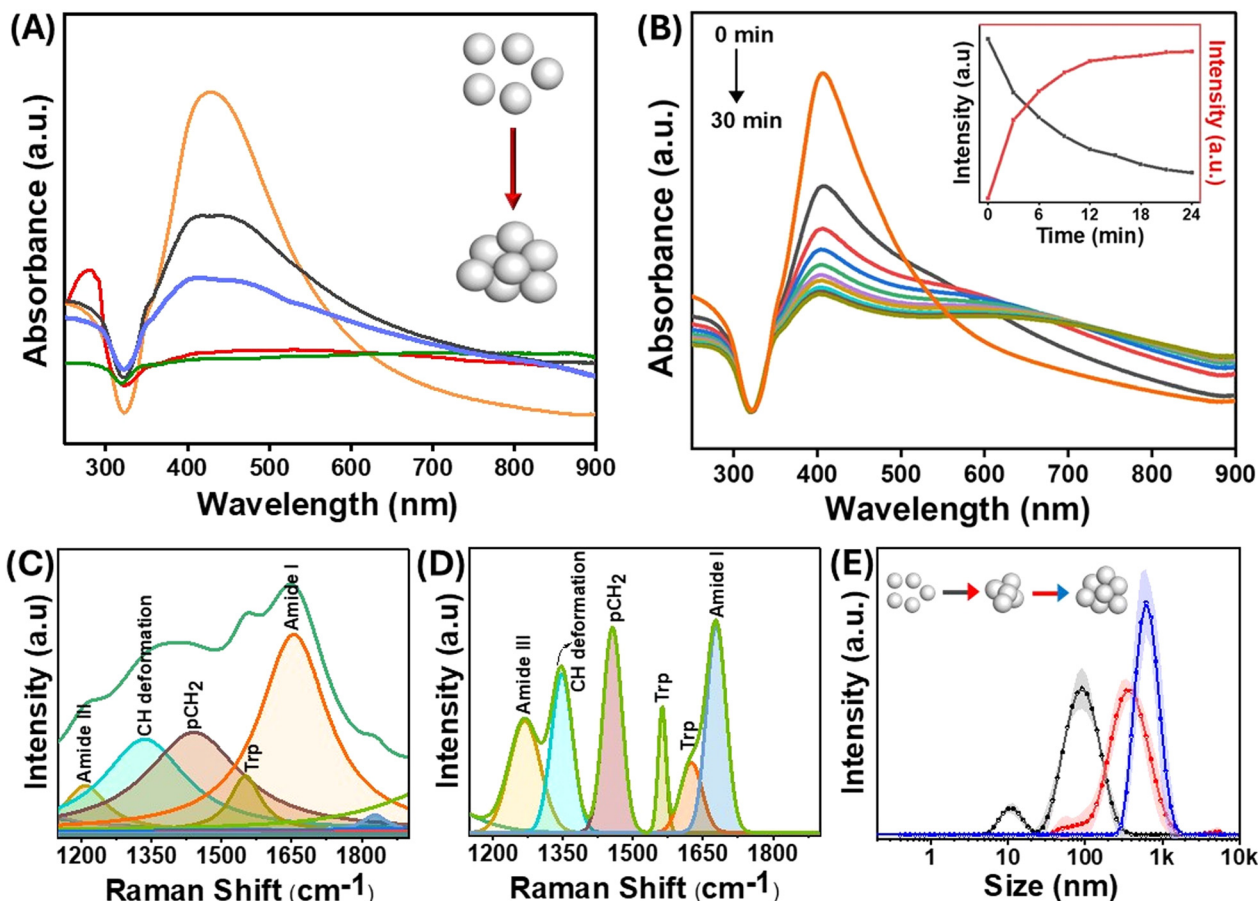 (A)
Absorbance (a.u.)
300 400 500 600 700 800 900
Wavelength (nm)
(B)
0 min
30 min
Absorbance (a.u.)
300 400 500 600 700 800 900
Wavelength (nm)
Intensity (a.u)
Intensity
(a.u.)
0 6 12 18 24
Time (min)
(C)
Intensity (a.u)
Amide III
CH deformation
pCH2
Trp
Amide I
1200 1350 1500 1650 1800
Raman Shift (cm-1)
(D)
Intensity (a.u)
Amide III
CH deformation
pCH2
Trp
Trp
Amide I
1200 1350 1500 1650 1800
Raman Shift (cm-1)
(E)
Intensity (a.u.)
1 10 100 1k 10k
Size (nm)